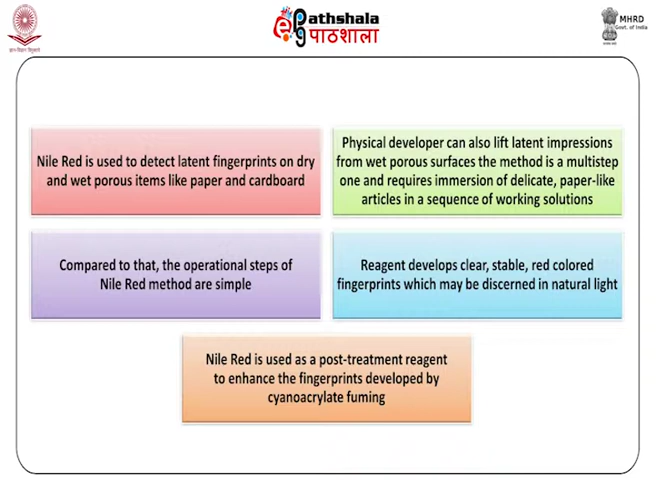 ज्ञान-विज्ञान विमुक्तये
ePathshala
पाठशाला
MHRD
Govt. of India
Nile Red is used to detect latent fingerprints on dry
and wet porous items like paper and cardboard
Physical developer can also lift latent impressions
from wet porous surfaces the method is a multistep
one and requires immersion of delicate, paper-like
articles in a sequence of working solutions
Compared to that, the operational steps of
Nile Red method are simple
Reagent develops clear, stable, red colored
fingerprints which may be discerned in natural light
Nile Red is used as a post-treatment reagent
to enhance the fingerprints developed by
cyanoacrylate fuming